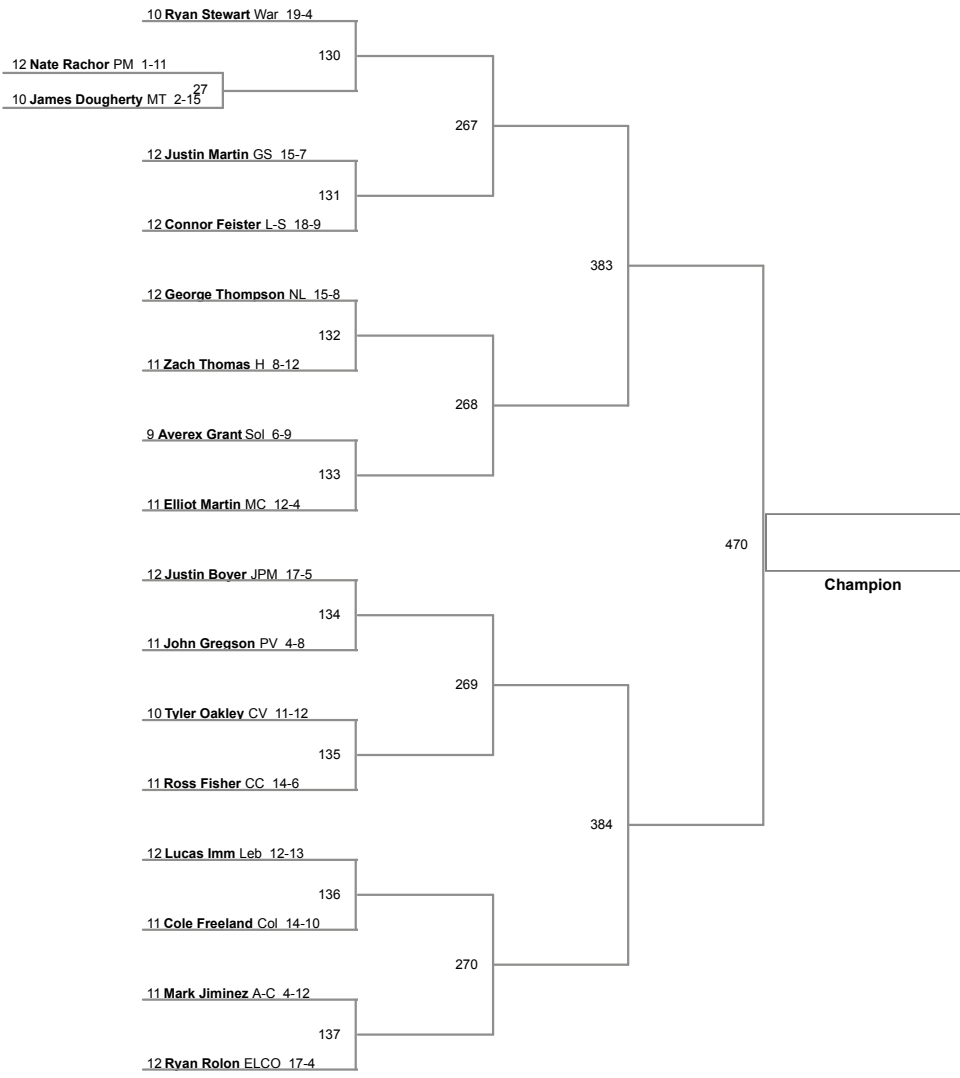 10 Ryan Stewart War 19-4
130
12 Nate Rachor PM 1-11
27
10 James Dougherty MT 2-15
267
12 Justin Martin GS 15-7
131
12 Connor Feister L-S 18-9
383
12 George Thompson NL 15-8
132
11 Zach Thomas H 8-12
268
9 Averex Grant Sol 6-9
133
11 Elliot Martin MC 12-4
470
Champion
12 Justin Boyer JPM 17-5
134
11 John Gregson PV 4-8
269
10 Tyler Oakley CV 11-12
135
11 Ross Fisher CC 14-6
384
12 Lucas Imm Leb 12-13
136
11 Cole Freeland Col 14-10
270
11 Mark Jiminez A-C 4-12
137
12 Ryan Rolon ELCO 17-4